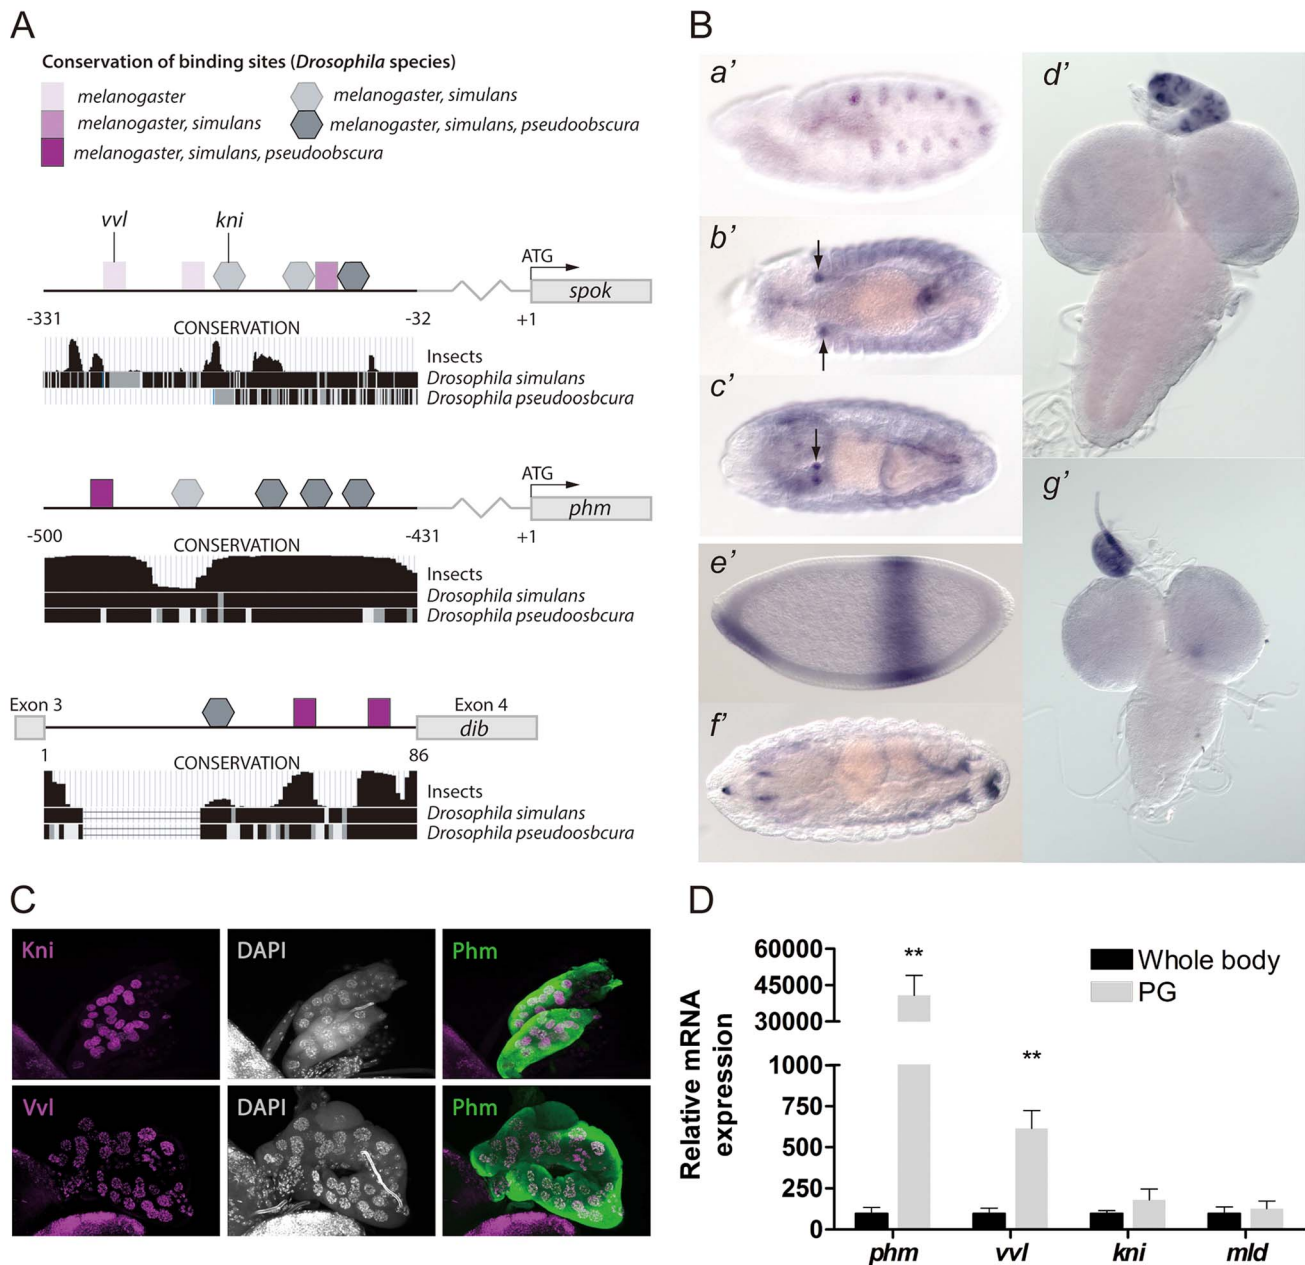 A
Conservation of binding sites (Drosophila species)
melanogaster
melanogaster, simulans
melanogaster, simulans
melanogaster, simulans, pseudoobscura
melanogaster, simulans, pseudoobscura
vvl
kni
ATG
spok
-331
-32
+1
CONSERVATION
Insects
Drosophila simulans
Drosophila pseudoosbcura
ATG
phm
-500
-431
+1
CONSERVATION
Insects
Drosophila simulans
Drosophila pseudoosbcura
Exon 3
Exon 4
dib
1
86
CONSERVATION
Insects
Drosophila simulans
Drosophila pseudoosbcura
B
a'
b'
c'
d'
e'
f'
g'
C
Kni
DAPI
Phm
Vvl
DAPI
Phm
D
Relative mRNA
expression
60000
45000
30000
1000
750
500
250
0
**
**
Whole body
PG
phm
vvl
kni
mld